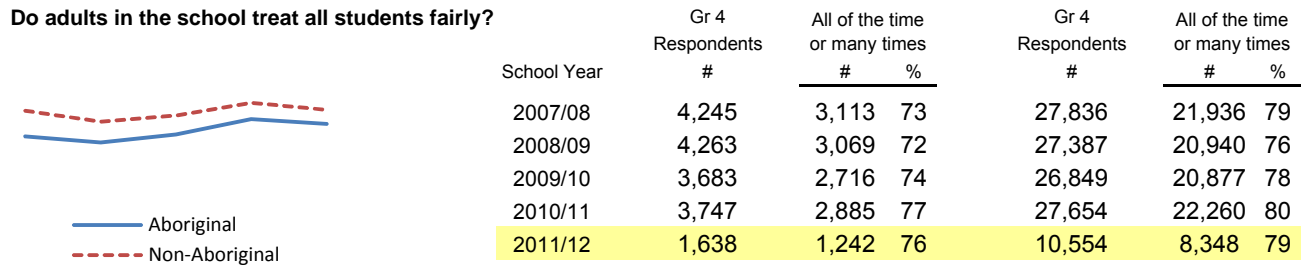 Do adults in the school treat all students fairly?
Gr 4 All of the time Gr 4 All of the time
Respondents or many times Respondents or many times
School Year # # % # # %
2007/08 4,245 3,113 73 27,836 21,936 79
2008/09 4,263 3,069 72 27,387 20,940 76
2009/10 3,683 2,716 74 26,849 20,877 78
2010/11 3,747 2,885 77 27,654 22,260 80
2011/12 1,638 1,242 76 10,554 8,348 79
Aboriginal
Non-Aboriginal